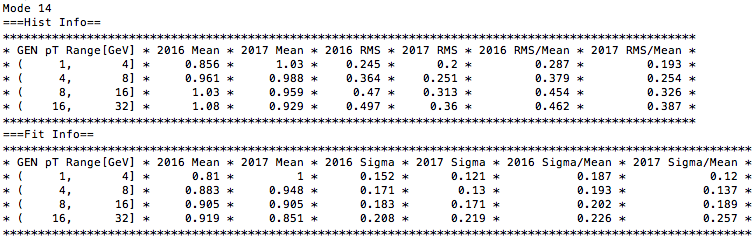 Mode 14
===Hist Info==
************************************************************************************************
* GEN pT Range[GeV] * 2016 Mean * 2017 Mean * 2016 RMS * 2017 RMS * 2016 RMS/Mean * 2017 RMS/Mean *
* (     1,      4] *     0.856 *      1.03 *    0.245 *      0.2 *         0.287 *         0.193 *
* (     4,      8] *     0.961 *     0.988 *    0.364 *    0.251 *         0.379 *         0.254 *
* (     8,     16] *      1.03 *     0.959 *     0.47 *    0.313 *         0.454 *         0.326 *
* (    16,     32] *      1.08 *     0.929 *    0.497 *     0.36 *         0.462 *         0.387 *
************************************************************************************************
===Fit Info==
********************************************************************************************************
* GEN pT Range[GeV] * 2016 Mean * 2017 Mean * 2016 Sigma * 2017 Sigma * 2016 Sigma/Mean * 2017 Sigma/Mean *
* (     1,      4] *      0.81 *         1 *      0.152 *      0.121 *           0.187 *            0.12 *
* (     4,      8] *     0.883 *     0.948 *      0.171 *       0.13 *           0.193 *           0.137 *
* (     8,     16] *     0.905 *     0.905 *      0.183 *      0.171 *           0.202 *           0.189 *
* (    16,     32] *     0.919 *     0.851 *      0.208 *      0.219 *           0.226 *           0.257 *
********************************************************************************************************